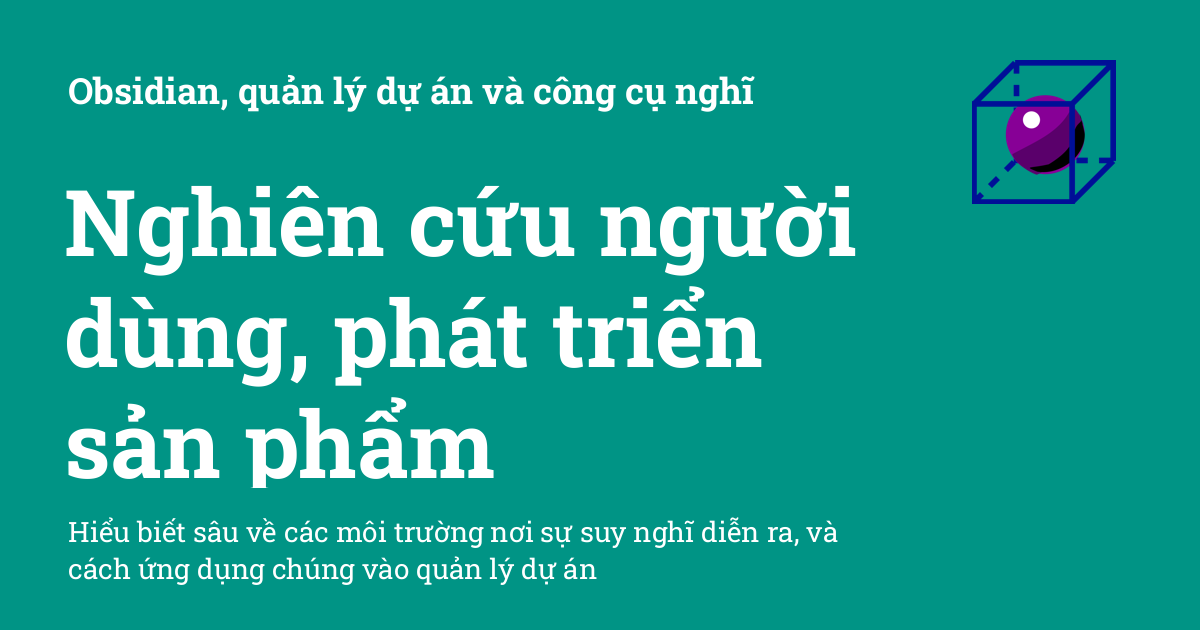 Obsidian, quản lý dự án và công cụ nghĩ
Nghiên cứu người
dùng, phát triển
sản phẩm
Hiểu biết sâu về các môi trường nơi sự suy nghĩ diễn ra, và
cách ứng dụng chúng vào quản lý dự án